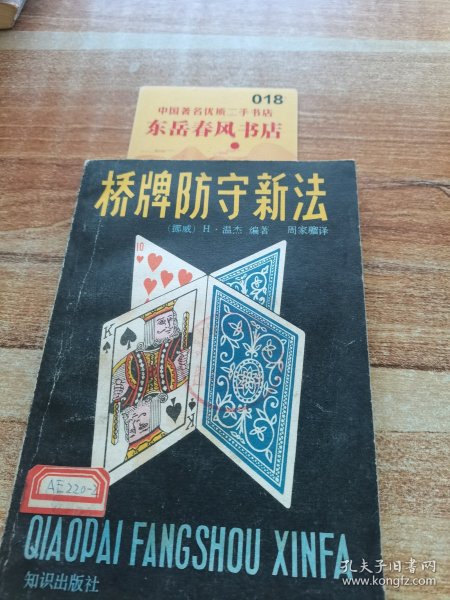 018
中国著名优质二手书店
东岳春风书店
桥牌防守新法
(挪威) H·温杰 编著 周家骝译
10
K
K
AE220-2
QIAOPAI FANGSHOU XINFA
知识出版社
孔夫子旧书网
www.kongfz.com